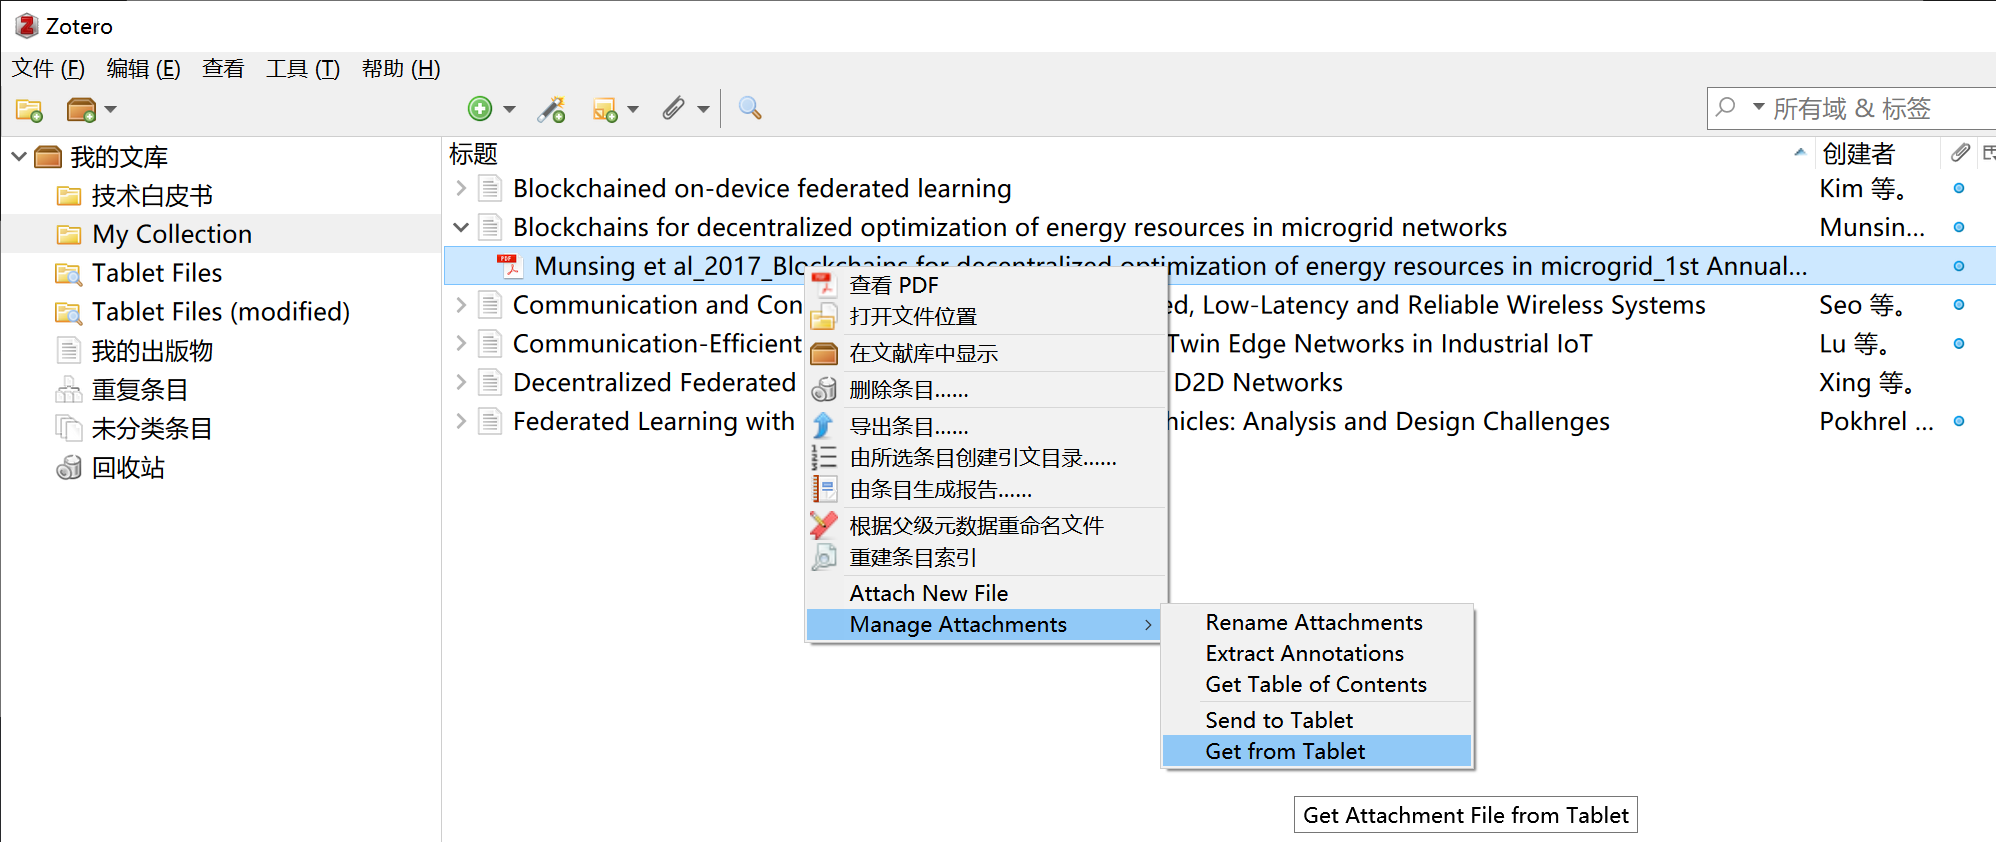 Zotero
文件 (F) 编辑 (E) 查看 工具 (T) 帮助 (H)
所有域 & 标签
我的文库
技术白皮书
My Collection
Tablet Files
Tablet Files (modified)
我的出版物
重复条目
未分类条目
回收站
标题 创建者
Blockchained on-device federated learning Kim 等。
Blockchains for decentralized optimization of energy resources in microgrid networks Munsin...
Munsing et al_2017_Blockchains for decentralized optimization of energy resources in microgrid_1st Annual...
Communication and Con ed, Low-Latency and Reliable Wireless Systems Seo 等。
Communication-Efficient Twin Edge Networks in Industrial IoT Lu 等。
Decentralized Federated D2D Networks Xing 等。
Federated Learning with hicles: Analysis and Design Challenges Pokhrel ...
查看 PDF
打开文件位置
在文献库中显示
删除条目......
导出条目......
由所选条目创建引文目录......
由条目生成报告......
根据父级元数据重命名文件
重建条目索引
Attach New File
Manage Attachments
Rename Attachments
Extract Annotations
Get Table of Contents
Send to Tablet
Get from Tablet
Get Attachment File from Tablet